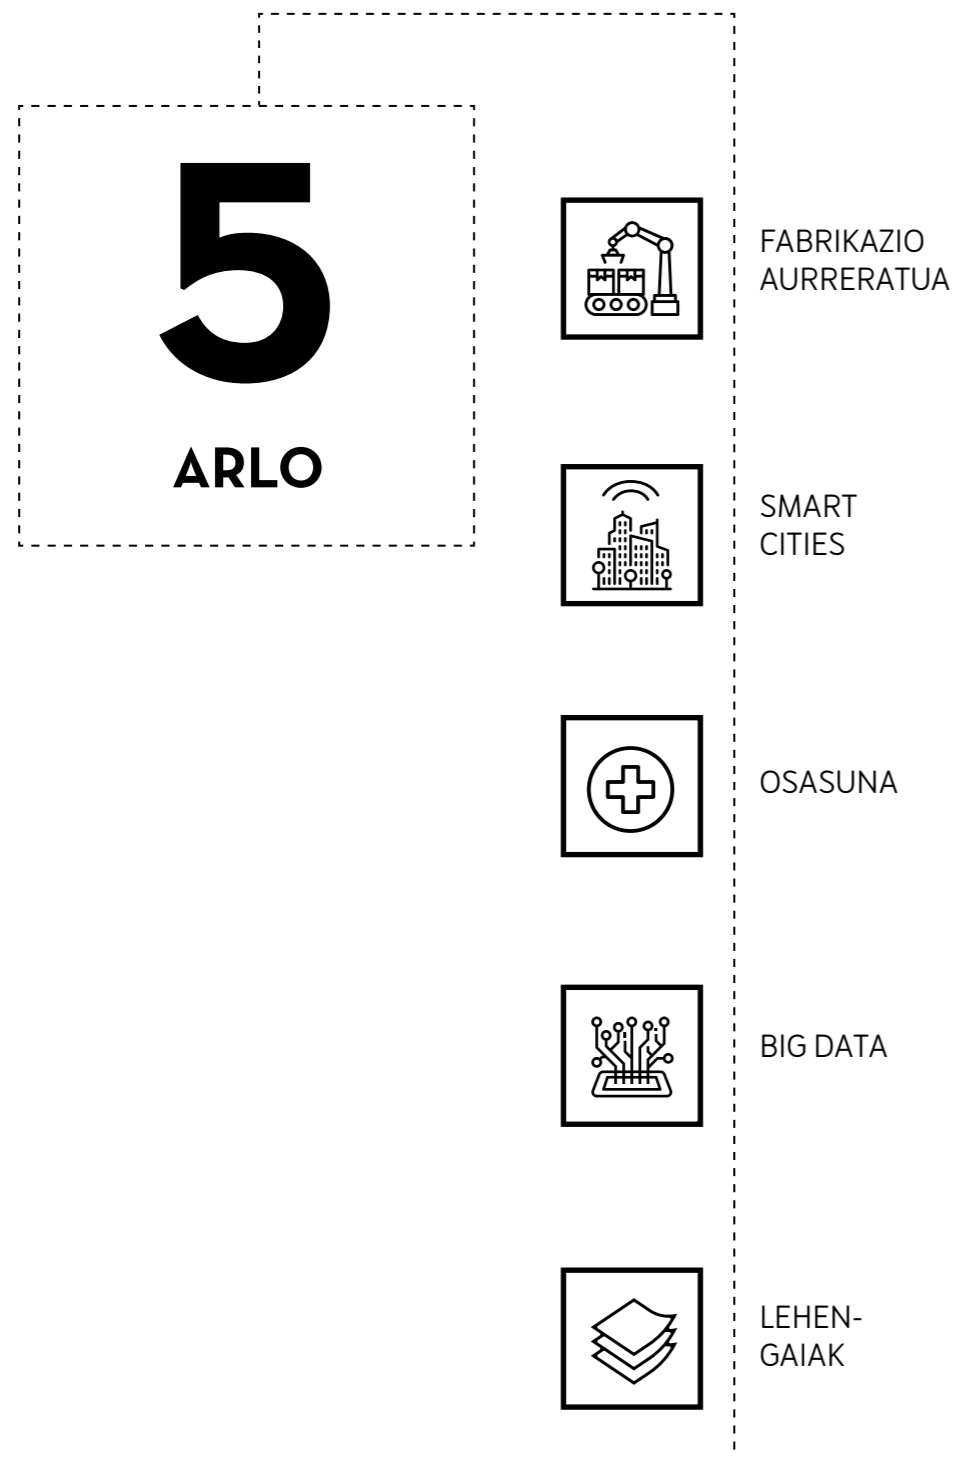 5
ARLO
FABRIKAZIO
AURRERATUA
SMART
CITIES
OSASUNA
BIG DATA
LEHEN-
GAIAK